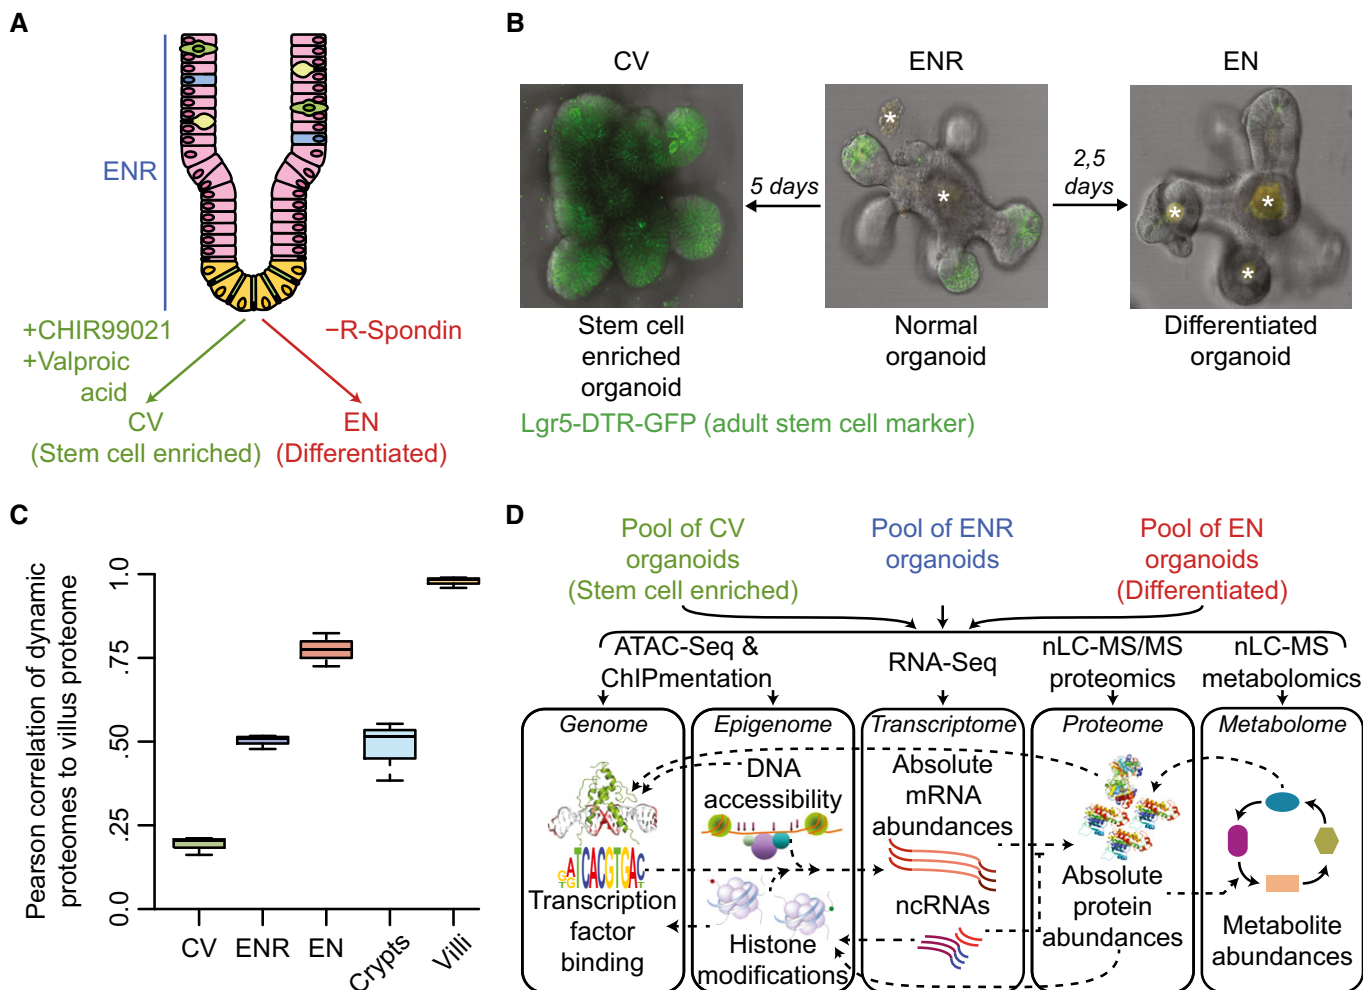 A
ENR
+CHIR99021
+Valproic
acid
−R-Spondin
CV
(Stem cell enriched)
EN
(Differentiated)
B
CV
ENR
EN
5 days
2,5
days
*
*
*
*
*
Stem cell
enriched
organoid
Normal
organoid
Differentiated
organoid
Lgr5-DTR-GFP (adult stem cell marker)
C
Pearson correlation of dynamic
proteomes to villus proteome
1.0
.75
.50
.25
0.0
CV
ENR
EN
Crypts
Villi
D
Pool of CV
organoids
(Stem cell enriched)
Pool of ENR
organoids
Pool of EN
organoids
(Differentiated)
ATAC-Seq &
ChIPmentation
RNA-Seq
nLC-MS/MS
proteomics
nLC-MS
metabolomics
Genome
TCACGTGA
Transcription
factor
binding
Epigenome
DNA
accessibility
Histone
modifications
Transcriptome
Absolute
mRNA
abundances
ncRNAs
Proteome
Absolute
protein
abundances
Metabolome
Metabolite
abundances